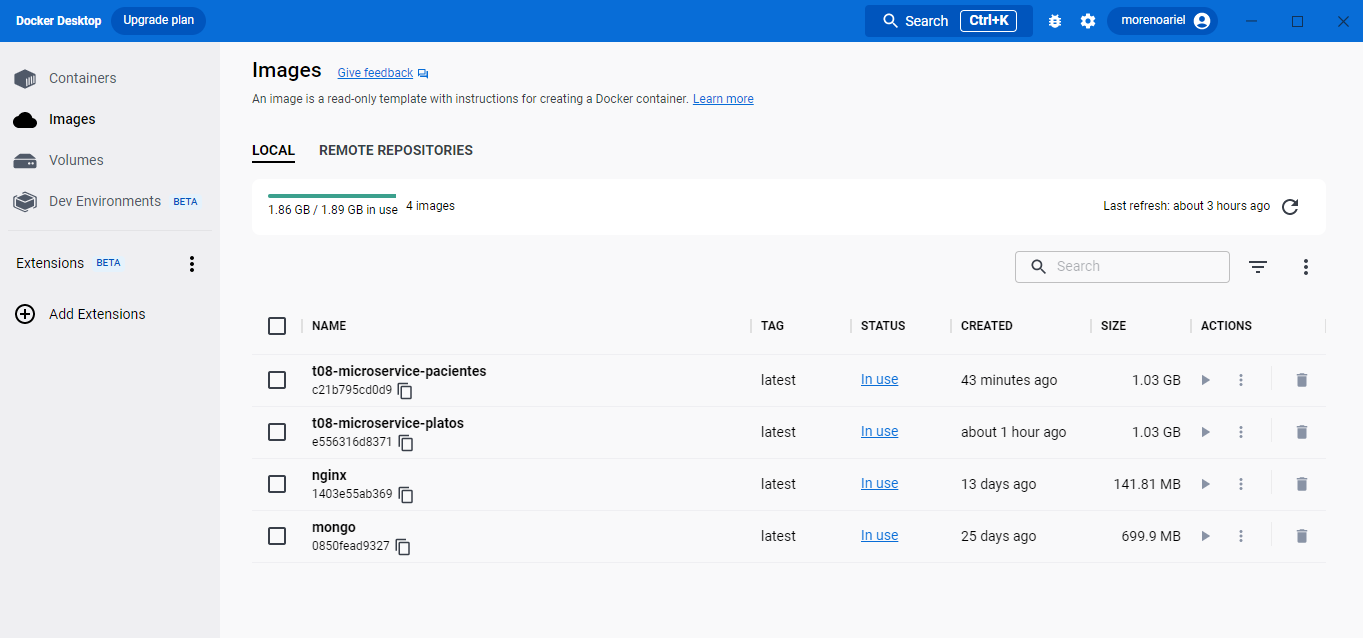 Docker Desktop Upgrade plan Search Ctrl+K morenoariel
Containers
Images
Volumes
Dev Environments BETA
Extensions BETA
Add Extensions
Images Give feedback
An image is a read-only template with instructions for creating a Docker container. Learn more
LOCAL REMOTE REPOSITORIES
1.86 GB / 1.89 GB in use 4 images Last refresh: about 3 hours ago
Search
NAME TAG STATUS CREATED SIZE ACTIONS
t08-microservice-pacientes
c21b795cd0d9 latest In use 43 minutes ago 1.03 GB
t08-microservice-platos
e556316d8371 latest In use about 1 hour ago 1.03 GB
nginx
1403e55ab369 latest In use 13 days ago 141.81 MB
mongo
0850fead9327 latest In use 25 days ago 699.9 MB